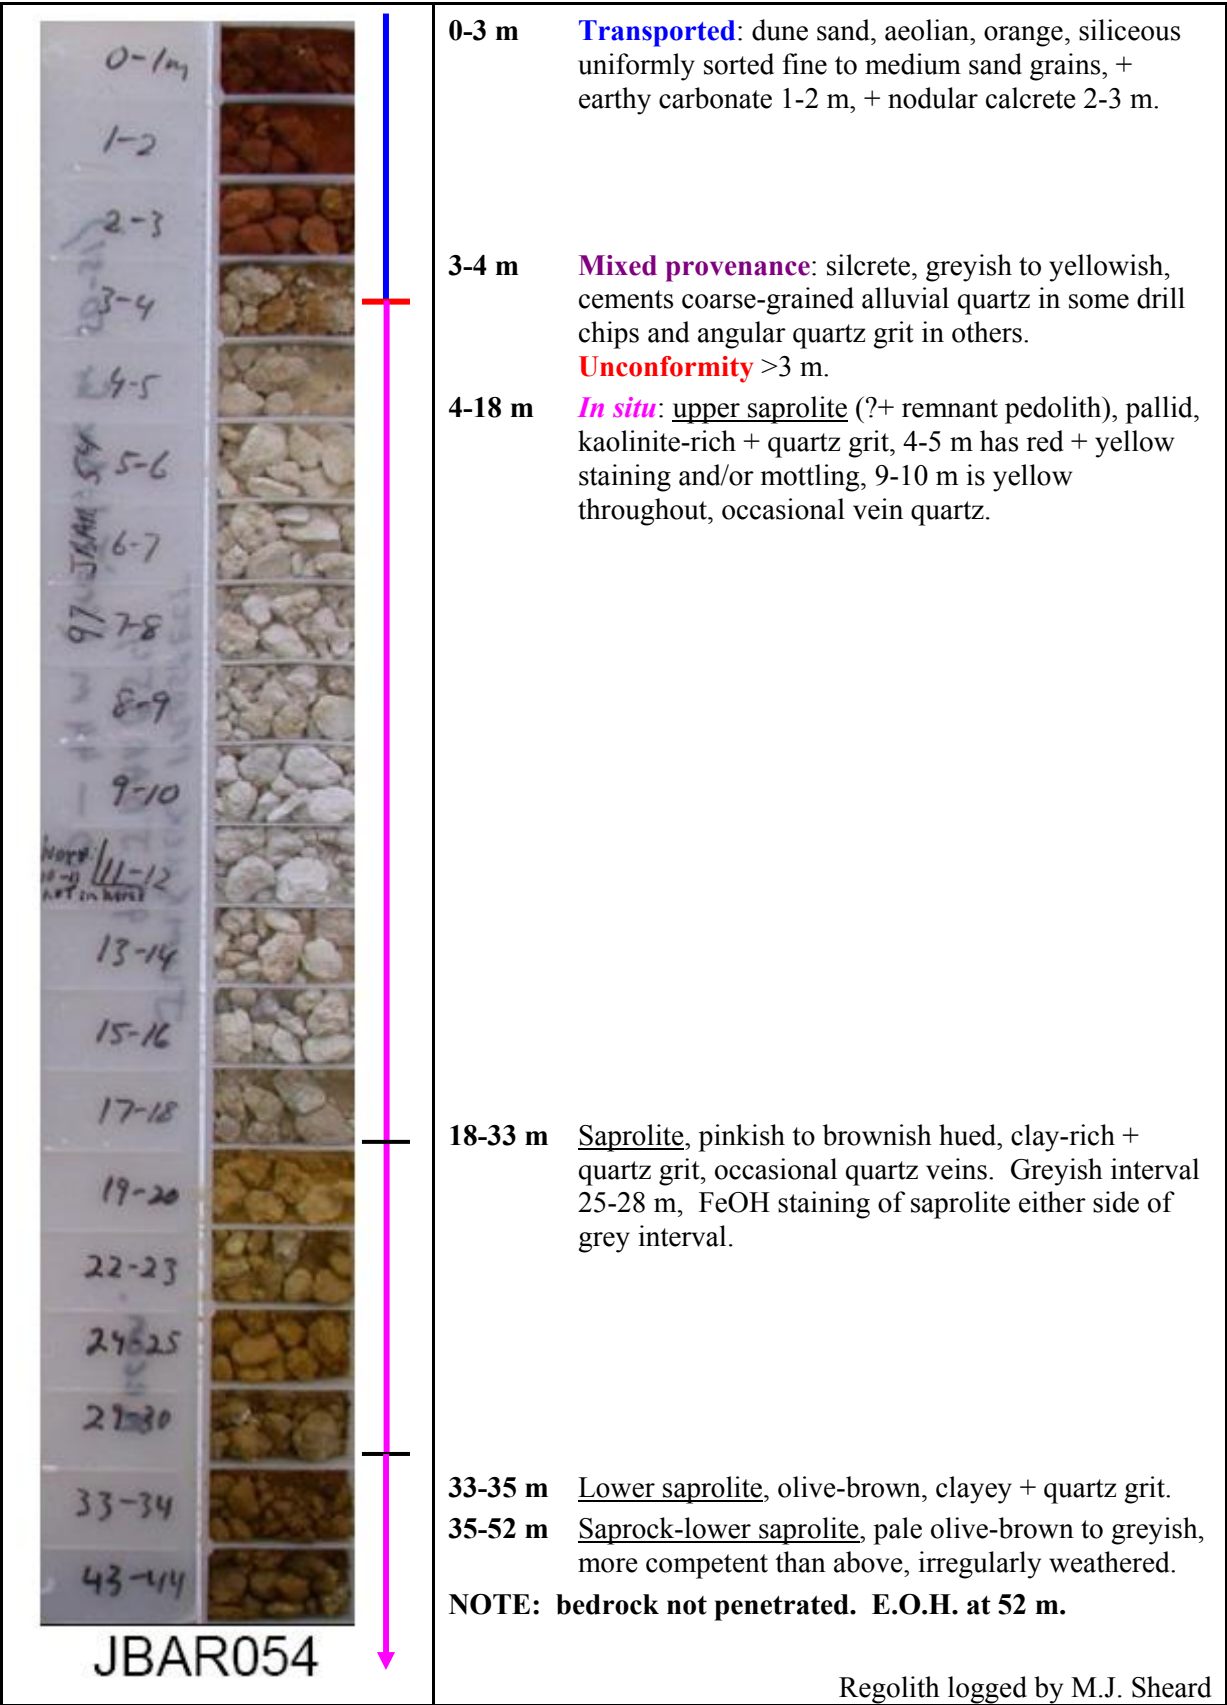 0-1m
1-2
2-3
3-4
4-5
5-6
6-7
7-8
8-9
9-10
11-12
13-14
15-16
17-18
19-20
22-23
24-25
29-30
33-34
43-44
JBAR054
0-3 m Transported: dune sand, aeolian, orange, siliceous
uniformly sorted fine to medium sand grains, +
earthy carbonate 1-2 m, + nodular calcrete 2-3 m.
3-4 m Mixed provenance: silcrete, greyish to yellowish,
cements coarse-grained alluvial quartz in some drill
chips and angular quartz grit in others.
Unconformity >3 m.
4-18 m In situ: upper saprolite (?+ remnant pedolith), pallid,
kaolinite-rich + quartz grit, 4-5 m has red + yellow
staining and/or mottling, 9-10 m is yellow
throughout, occasional vein quartz.
18-33 m Saprolite, pinkish to brownish hued, clay-rich +
quartz grit, occasional quartz veins. Greyish interval
25-28 m, FeOH staining of saprolite either side of
grey interval.
33-35 m Lower saprolite, olive-brown, clayey + quartz grit.
35-52 m Saprock-lower saprolite, pale olive-brown to greyish,
more competent than above, irregularly weathered.
NOTE: bedrock not penetrated. E.O.H. at 52 m.
Regolith logged by M.J. Sheard